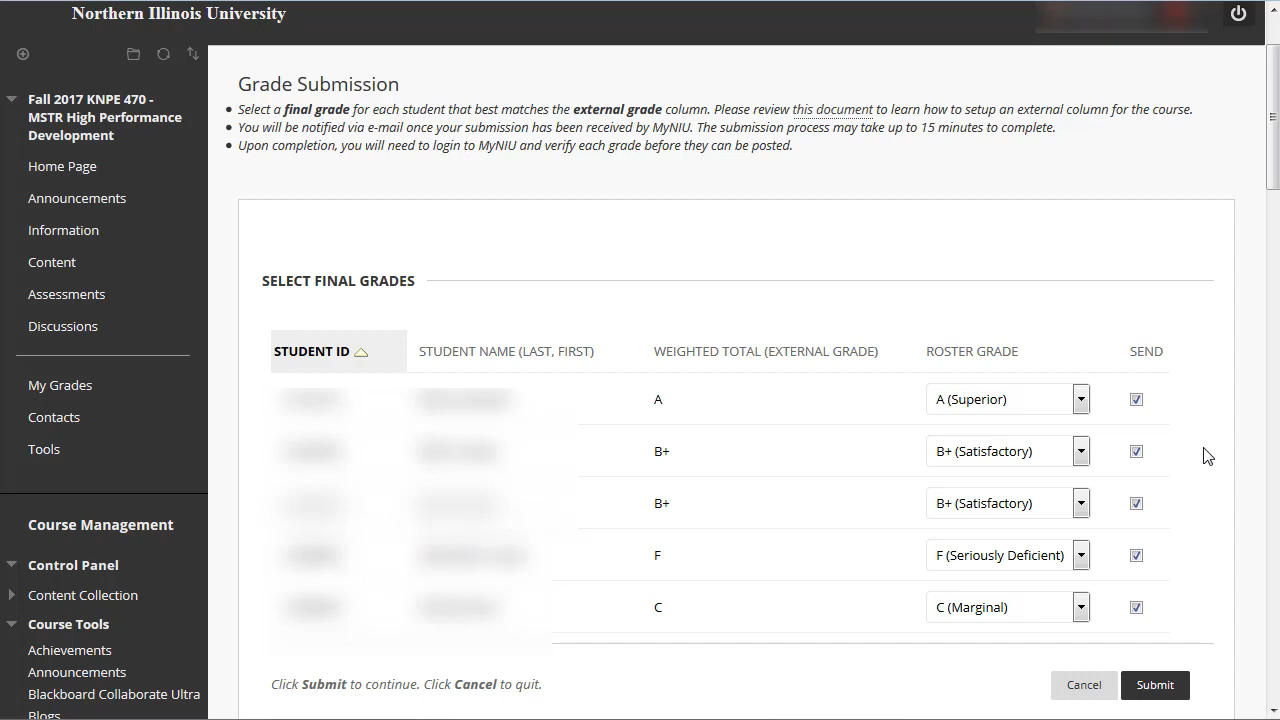 Northern Illinois University
Fall 2017 KNPE 470 -
MSTR High Performance
Development
Home Page
Announcements
Information
Content
Assessments
Discussions
My Grades
Contacts
Tools
Course Management
Control Panel
Content Collection
Course Tools
Achievements
Announcements
Blackboard Collaborate Ultra
Blogs
Grade Submission
Select a final grade for each student that best matches the external grade column. Please review this document to learn how to setup an external column for the course.
You will be notified via e-mail once your submission has been received by MyNIU. The submission process may take up to 15 minutes to complete.
Upon completion, you will need to login to MyNIU and verify each grade before they can be posted.
SELECT FINAL GRADES
STUDENT ID STUDENT NAME (LAST, FIRST) WEIGHTED TOTAL (EXTERNAL GRADE) ROSTER GRADE SEND
A A (Superior)
B+ B+ (Satisfactory)
B+ B+ (Satisfactory)
F F (Seriously Deficient)
C C (Marginal)
Click Submit to continue. Click Cancel to quit.
Cancel Submit